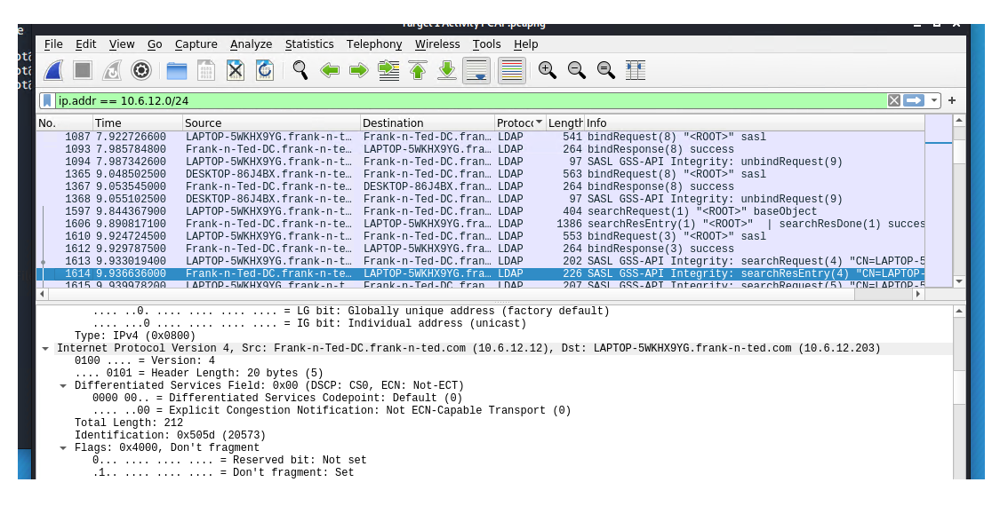 File Edit View Go Capture Analyze Statistics Telephony Wireless Tools Help
ip.addr == 10.6.12.0/24
No. Time Source Destination Protocc Length Info
1087 7.922726600 LAPTOP-5WKHX9YG.frank-n-t… Frank-n-Ted-DC.fran… LDAP 541 bindRequest(8) "<ROOT>" sasl
1093 7.985784800 Frank-n-Ted-DC.frank-n-te… LAPTOP-5WKHX9YG.fra… LDAP 264 bindResponse(8) success
1094 7.987342600 LAPTOP-5WKHX9YG.frank-n-t… Frank-n-Ted-DC.fran… LDAP 97 SASL GSS-API Integrity: unbindRequest(9)
1365 9.048502500 DESKTOP-86J4BX.frank-n-te… Frank-n-Ted-DC.fran… LDAP 563 bindRequest(8) "<ROOT>" sasl
1367 9.053545000 Frank-n-Ted-DC.frank-n-te… DESKTOP-86J4BX.fran… LDAP 264 bindResponse(8) success
1368 9.055102500 DESKTOP-86J4BX.frank-n-te… Frank-n-Ted-DC.fran… LDAP 97 SASL GSS-API Integrity: unbindRequest(9)
1597 9.844367900 LAPTOP-5WKHX9YG.frank-n-t… Frank-n-Ted-DC.fran… LDAP 404 searchRequest(1) "<ROOT>" baseObject
1606 9.890817100 Frank-n-Ted-DC.frank-n-te… LAPTOP-5WKHX9YG.fra… LDAP 1386 searchResEntry(1) "<ROOT>" | searchResDone(1) succes
1610 9.924724500 LAPTOP-5WKHX9YG.frank-n-t… Frank-n-Ted-DC.fran… LDAP 553 bindRequest(3) "<ROOT>" sasl
1612 9.929787500 Frank-n-Ted-DC.frank-n-te… LAPTOP-5WKHX9YG.fra… LDAP 264 bindResponse(3) success
1613 9.933019400 LAPTOP-5WKHX9YG.frank-n-t… Frank-n-Ted-DC.fran… LDAP 202 SASL GSS-API Integrity: searchRequest(4) "CN=LAPTOP-5
1614 9.936636000 Frank-n-Ted-DC.frank-n-te… LAPTOP-5WKHX9YG.fra… LDAP 226 SASL GSS-API Integrity: searchResEntry(4) "CN=LAPTOP-
1615 9.939978200 LAPTOP-5WKHX9YG.frank-n-t… Frank-n-Ted-DC.fran… LDAP 207 SASL GSS-API Integrity: searchRequest(5) "CN=LAPTOP-5
.... ..0. .... .... .... .... = LG bit: Globally unique address (factory default)
.... ...0 .... .... .... .... = IG bit: Individual address (unicast)
Type: IPv4 (0x0800)
Internet Protocol Version 4, Src: Frank-n-Ted-DC.frank-n-ted.com (10.6.12.12), Dst: LAPTOP-5WKHX9YG.frank-n-ted.com (10.6.12.203)
0100 .... = Version: 4
.... 0101 = Header Length: 20 bytes (5)
Differentiated Services Field: 0x00 (DSCP: CS0, ECN: Not-ECT)
0000 00.. = Differentiated Services Codepoint: Default (0)
.... ..00 = Explicit Congestion Notification: Not ECN-Capable Transport (0)
Total Length: 212
Identification: 0x505d (20573)
Flags: 0x4000, Don't fragment
0... .... .... .... = Reserved bit: Not set
.1.. .... .... .... = Don't fragment: Set